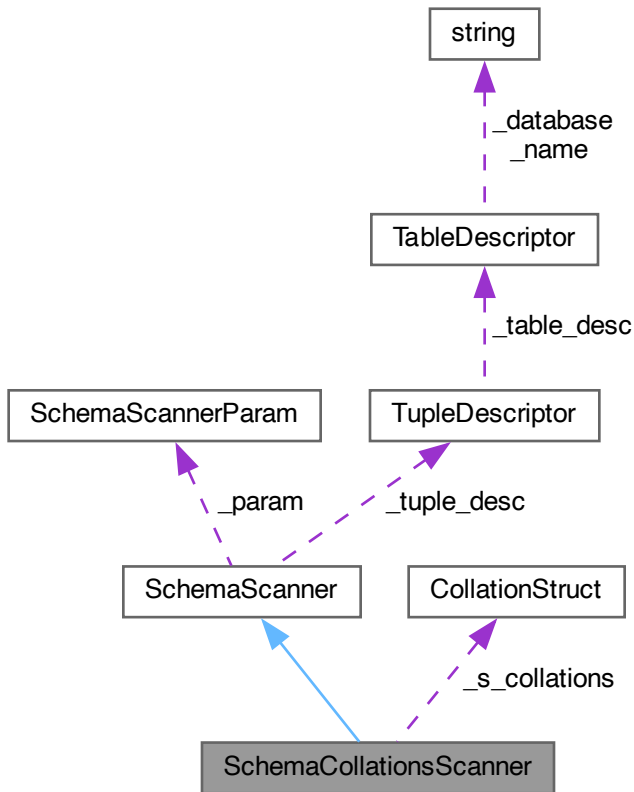 string
_database
_name
TableDescriptor
_table_desc
SchemaScannerParam
TupleDescriptor
_param
_tuple_desc
SchemaScanner
CollationStruct
_s_collations
SchemaCollationsScanner